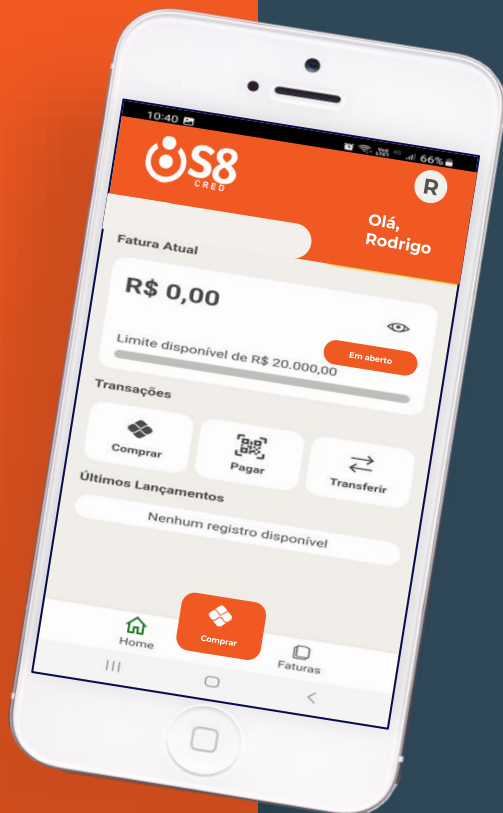 10:40
66%
S8
CRED
R
Olá,
Rodrigo
Fatura Atual
R$ 0,00
Em aberto
Limite disponível de R$ 20.000,00
Transações
Comprar
Pagar
Transferir
Últimos Lançamentos
Nenhum registro disponível
Home
Comprar
Faturas